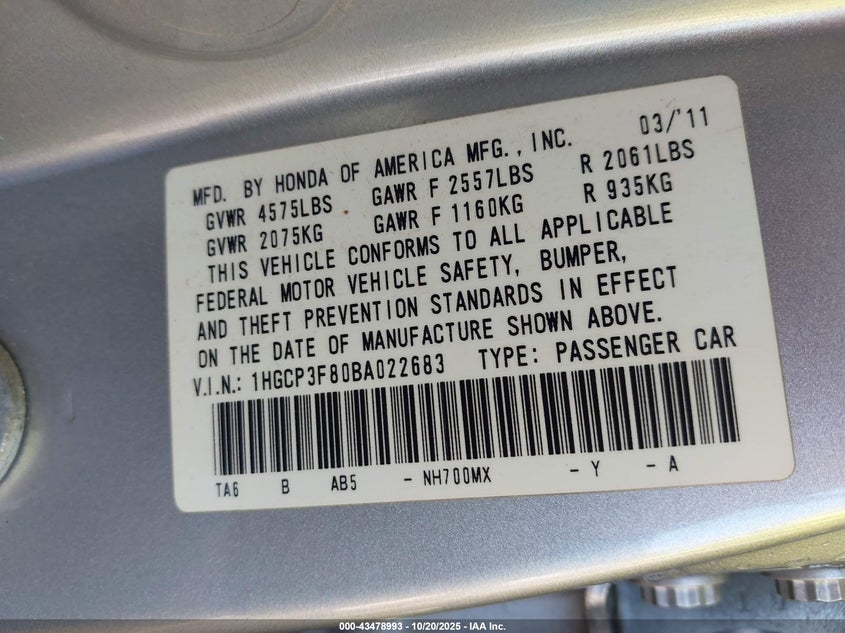 MFD. BY HONDA OF AMERICA MFG., INC. 03/'11
GVWR 4575LBS GAWR F 2557LBS R 2061LBS
GVWR 2075KG GAWR F 1160KG R 935KG
THIS VEHICLE CONFORMS TO ALL APPLICABLE
FEDERAL MOTOR VEHICLE SAFETY, BUMPER,
AND THEFT PREVENTION STANDARDS IN EFFECT
ON THE DATE OF MANUFACTURE SHOWN ABOVE.
V.I.N.: 1HGCP3F80BA022683 TYPE: PASSENGER CAR
TA6 B AB5 - NH700MX - Y - A
000-43478993 | 10/20/2025 - IAA Inc.